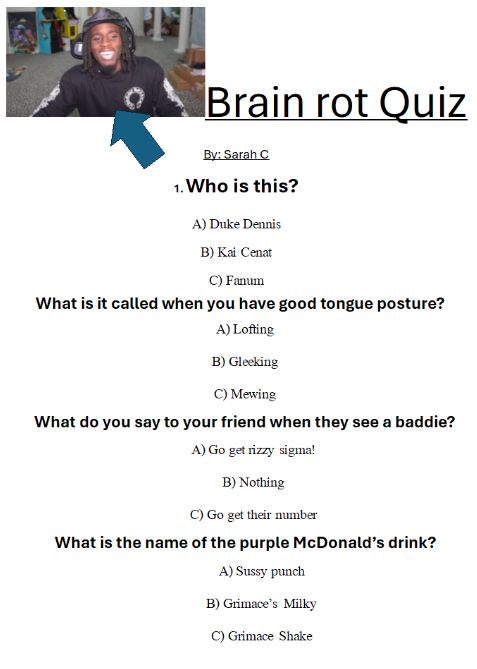 Brain rot Quiz
By: Sarah C
1. Who is this?
A) Duke Dennis
B) Kai Cenat
C) Fanum
What is it called when you have good tongue posture?
A) Lofting
B) Gleeking
C) Mewing
What do you say to your friend when they see a baddie?
A) Go get rizzy sigma!
B) Nothing
C) Go get their number
What is the name of the purple McDonald’s drink?
A) Sussy punch
B) Grimace’s Milky
C) Grimace Shake